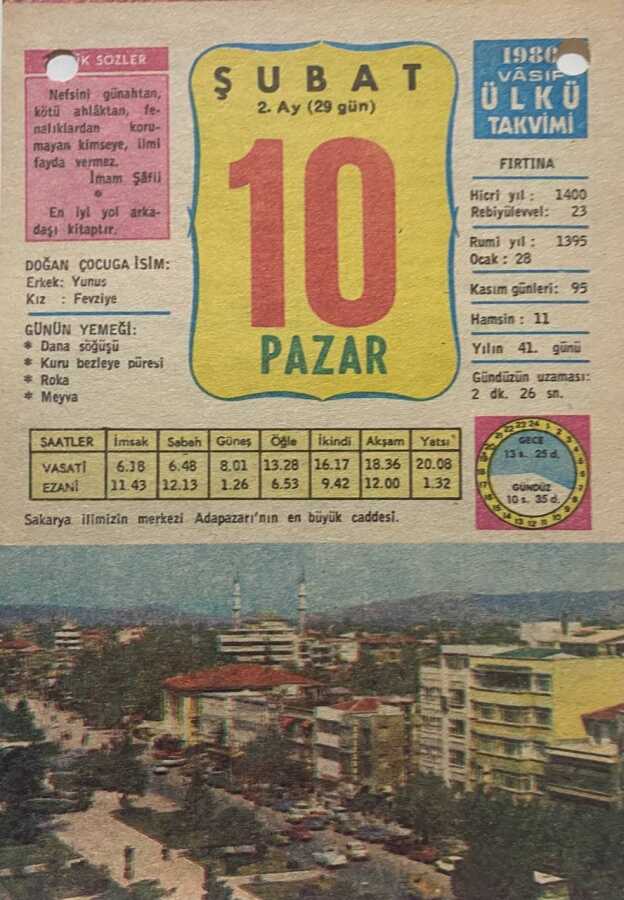 SÖZLER
Nefsini günahtan,
kötü ahlâktan, fe-
nalıklardan koru-
mayan kimseye, ilmi
fayda vermez.
İmam Şâfiî
*
En iyi yol arka-
daşı kitaptır.
DOĞAN ÇOCUGA İSİM:
Erkek: Yunus
Kız : Fevziye
GÜNÜN YEMEĞİ:
* Dana söğüşü
* Kuru bezleye püresi
* Roka
* Meyva
ŞUBAT
2. Ay (29 gün)
10
PAZAR
VÂSIF
ÜLKÜ
TAKVİMİ
FIRTINA
Hicrî yıl : 1400
Rebiyülevvel: 23
Rumî yıl : 1395
Ocak : 28
Kasım günleri: 95
Hamsin : 11
Yılın 41. günü
Gündüzün uzaması:
2 dk. 26 sn.
SAATLER İmsak Sabah Güneş Öğle İkindi Akşam Yatsı
VASATİ 6.18 6.48 8.01 13.28 16.17 18.36 20.08
EZANİ 11.43 12.13 1.26 6.53 9.42 12.00 1.32
GECE
13 s. 25 d.
GÜNDÜZ
10 s. 35 d.
Sakarya ilimizin merkezi Adapazarı'nın en büyük caddesi.